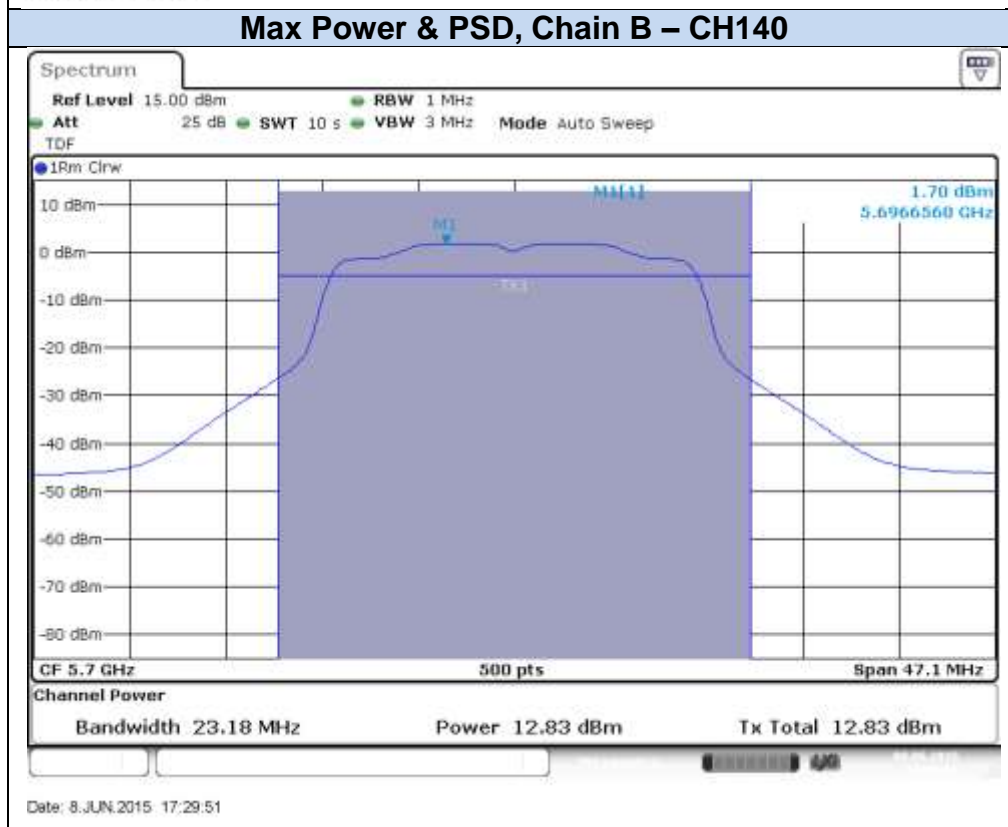 Max Power & PSD, Chain B – CH140
Spectrum
Ref Level 15.00 dBm RBW 1 MHz
Att 25 dB SWT 10 s VBW 3 MHz Mode Auto Sweep
TDF
1Rm Clrw
M1[1] 1.70 dBm
5.6966560 GHz
10 dBm
M1
0 dBm
Tx1
-10 dBm
-20 dBm
-30 dBm
-40 dBm
-50 dBm
-60 dBm
-70 dBm
-80 dBm
CF 5.7 GHz 500 pts Span 47.1 MHz
Channel Power
Bandwidth 23.18 MHz Power 12.83 dBm Tx Total 12.83 dBm
Date: 8.JUN.2015 17:29:51